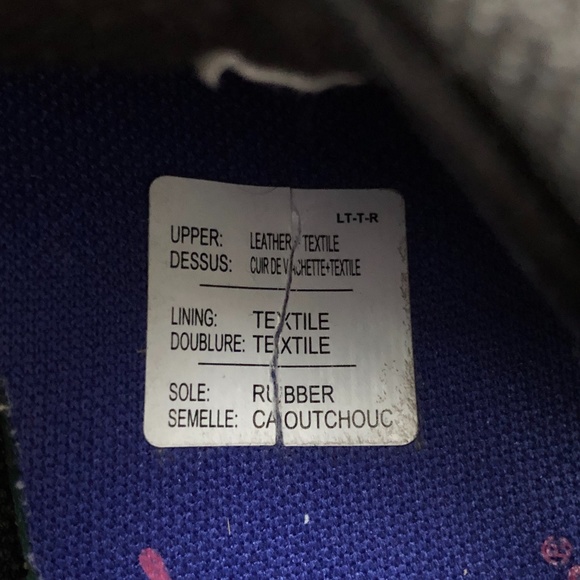 LT-T-R
UPPER: LEATHER + TEXTILE
DESSUS: CUIR DE VACHETTE+TEXTILE
LINING: TEXTILE
DOUBLURE: TEXTILE
SOLE: RUBBER
SEMELLE: CAOUTCHOUC